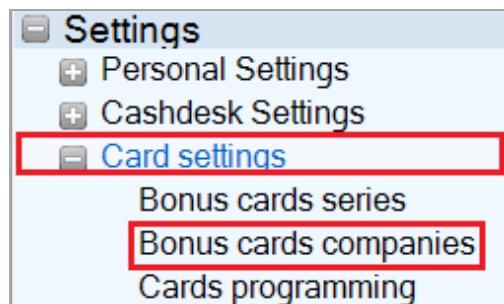 Settings
Personal Settings
Cashdesk Settings
Card settings
Bonus cards series
Bonus cards companies
Cards programming